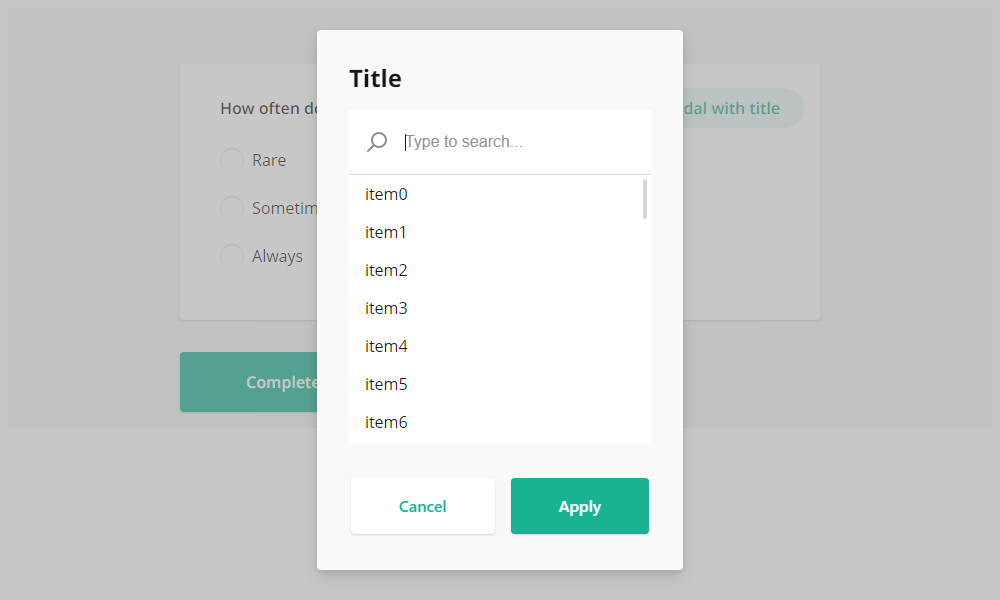 Title
How often do
dal with title
Type to search...
Rare
Sometim
Always
item0
item1
item2
item3
item4
item5
item6
Complete
Cancel
Apply